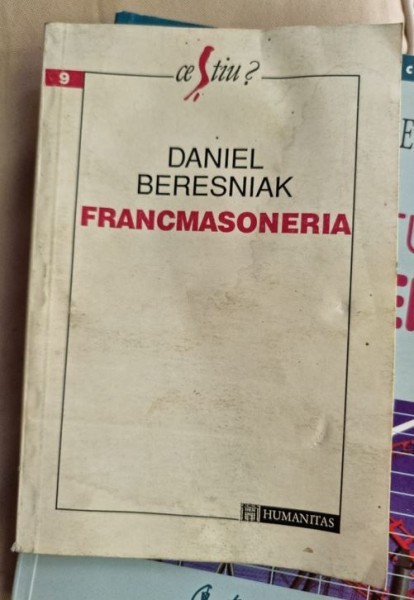 9
ce Știu?
DANIEL
BERESNIAK
FRANCMASONERIA
HUMANITAS